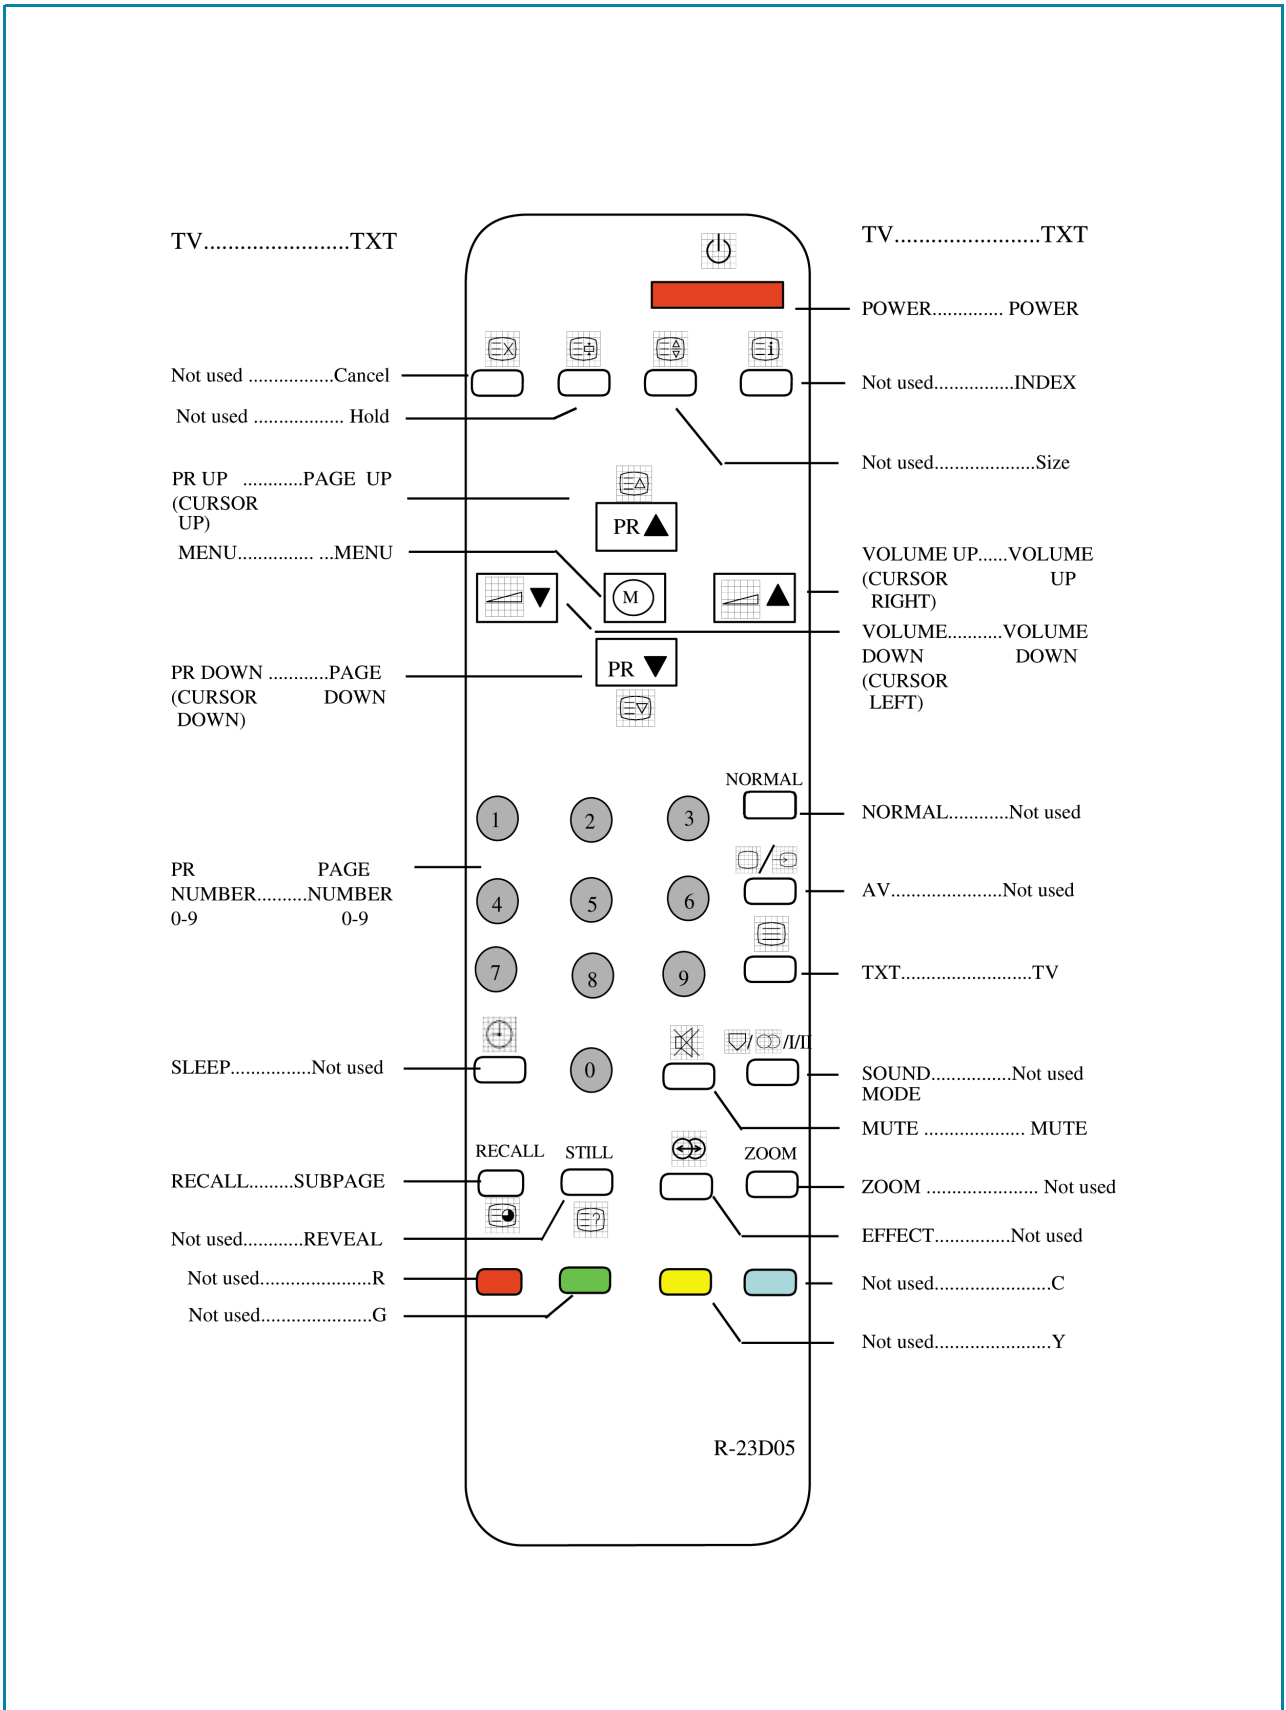 TV........................TXT
Not used .................Cancel
Not used .................. Hold
PR UP ............PAGE UP
(CURSOR
UP)
MENU............... ...MENU
PR DOWN ............PAGE
(CURSOR DOWN
DOWN)
PR PAGE
NUMBER..........NUMBER
0-9 0-9
SLEEP................Not used
RECALL.........SUBPAGE
Not used............REVEAL
Not used......................R
Not used......................G
PR
M
PR
NORMAL
1 2 3
4 5 6
7 8 9
0
/I/II
RECALL STILL ZOOM
R-23D05
TV........................TXT
POWER.............. POWER
Not used................INDEX
Not used....................Size
VOLUME UP......VOLUME
(CURSOR UP
RIGHT)
VOLUME...........VOLUME
DOWN DOWN
(CURSOR
LEFT)
NORMAL............Not used
AV......................Not used
TXT..........................TV
SOUND................Not used
MODE
MUTE .................... MUTE
ZOOM ...................... Not used
EFFECT...............Not used
Not used.......................C
Not used.......................Y